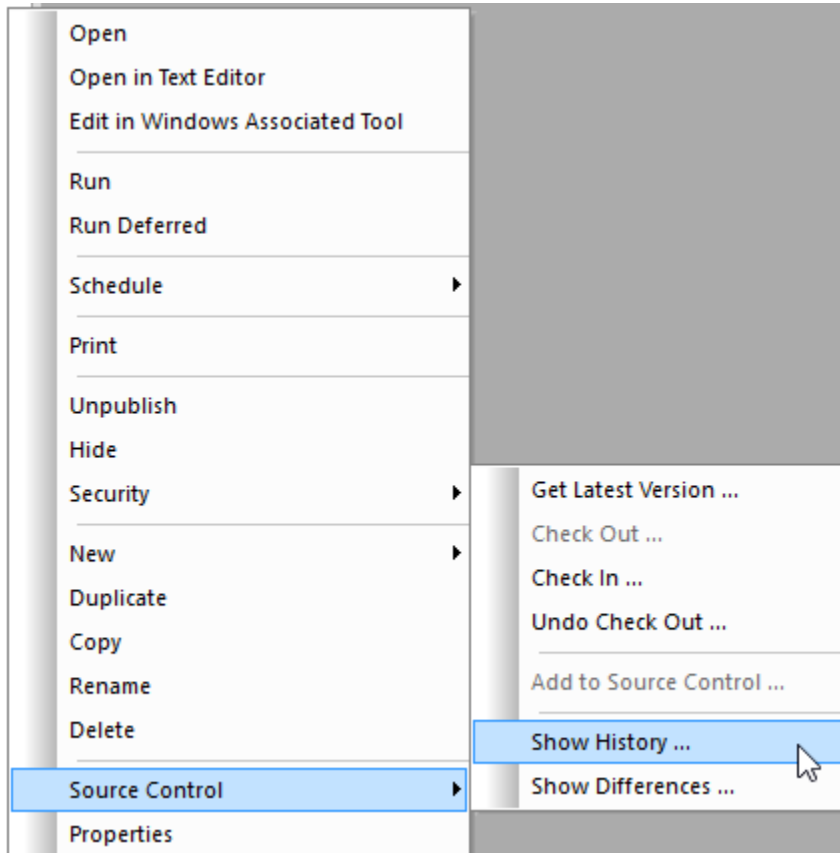 Open
Open in Text Editor
Edit in Windows Associated Tool
Run
Run Deferred
Schedule
Print
Unpublish
Hide
Security
New
Duplicate
Copy
Rename
Delete
Source Control
Properties
Get Latest Version ...
Check Out ...
Check In ...
Undo Check Out ...
Add to Source Control ...
Show History ...
Show Differences ...